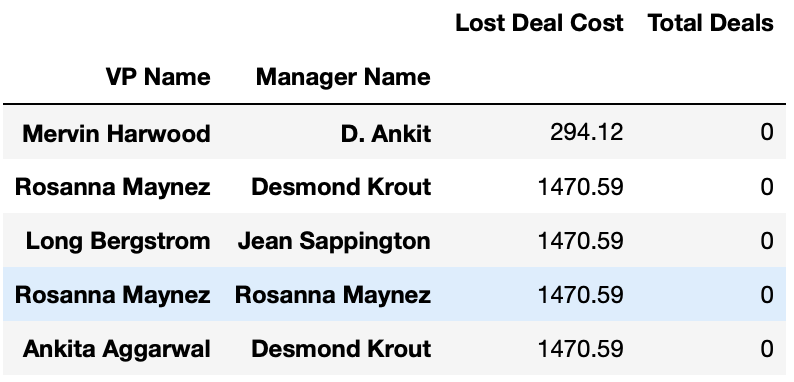 Lost Deal Cost Total Deals
VP Name Manager Name
Mervin Harwood D. Ankit 294.12 0
Rosanna Maynez Desmond Krout 1470.59 0
Long Bergstrom Jean Sappington 1470.59 0
Rosanna Maynez Rosanna Maynez 1470.59 0
Ankita Aggarwal Desmond Krout 1470.59 0